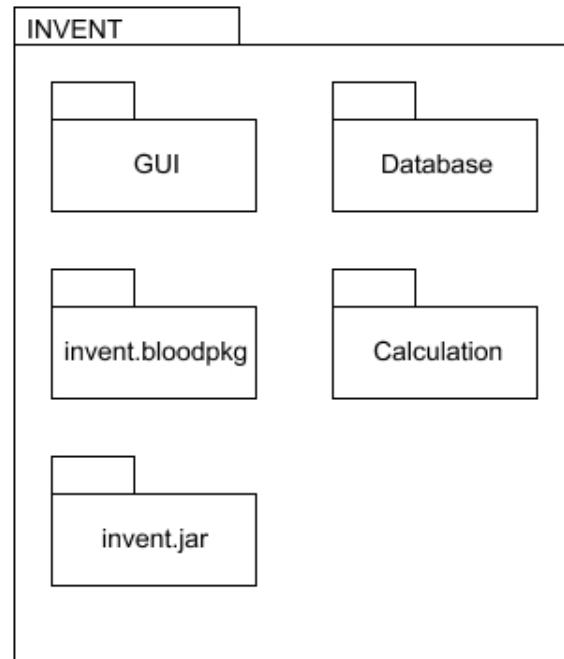 INVENT
GUI
Database
invent.bloodpkg
Calculation
invent.jar